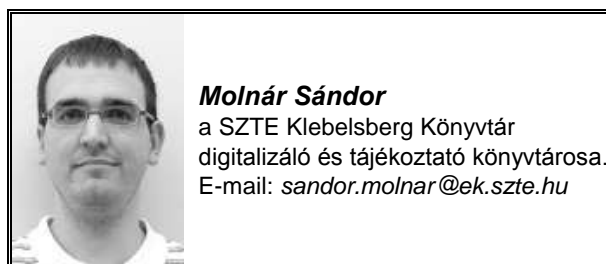 Molnár Sándor
a SZTE Klebelsberg Könyvtár
digitalizáló és tájékoztató könyvtárosa.
E-mail: sandor.molnar@ek.szte.hu